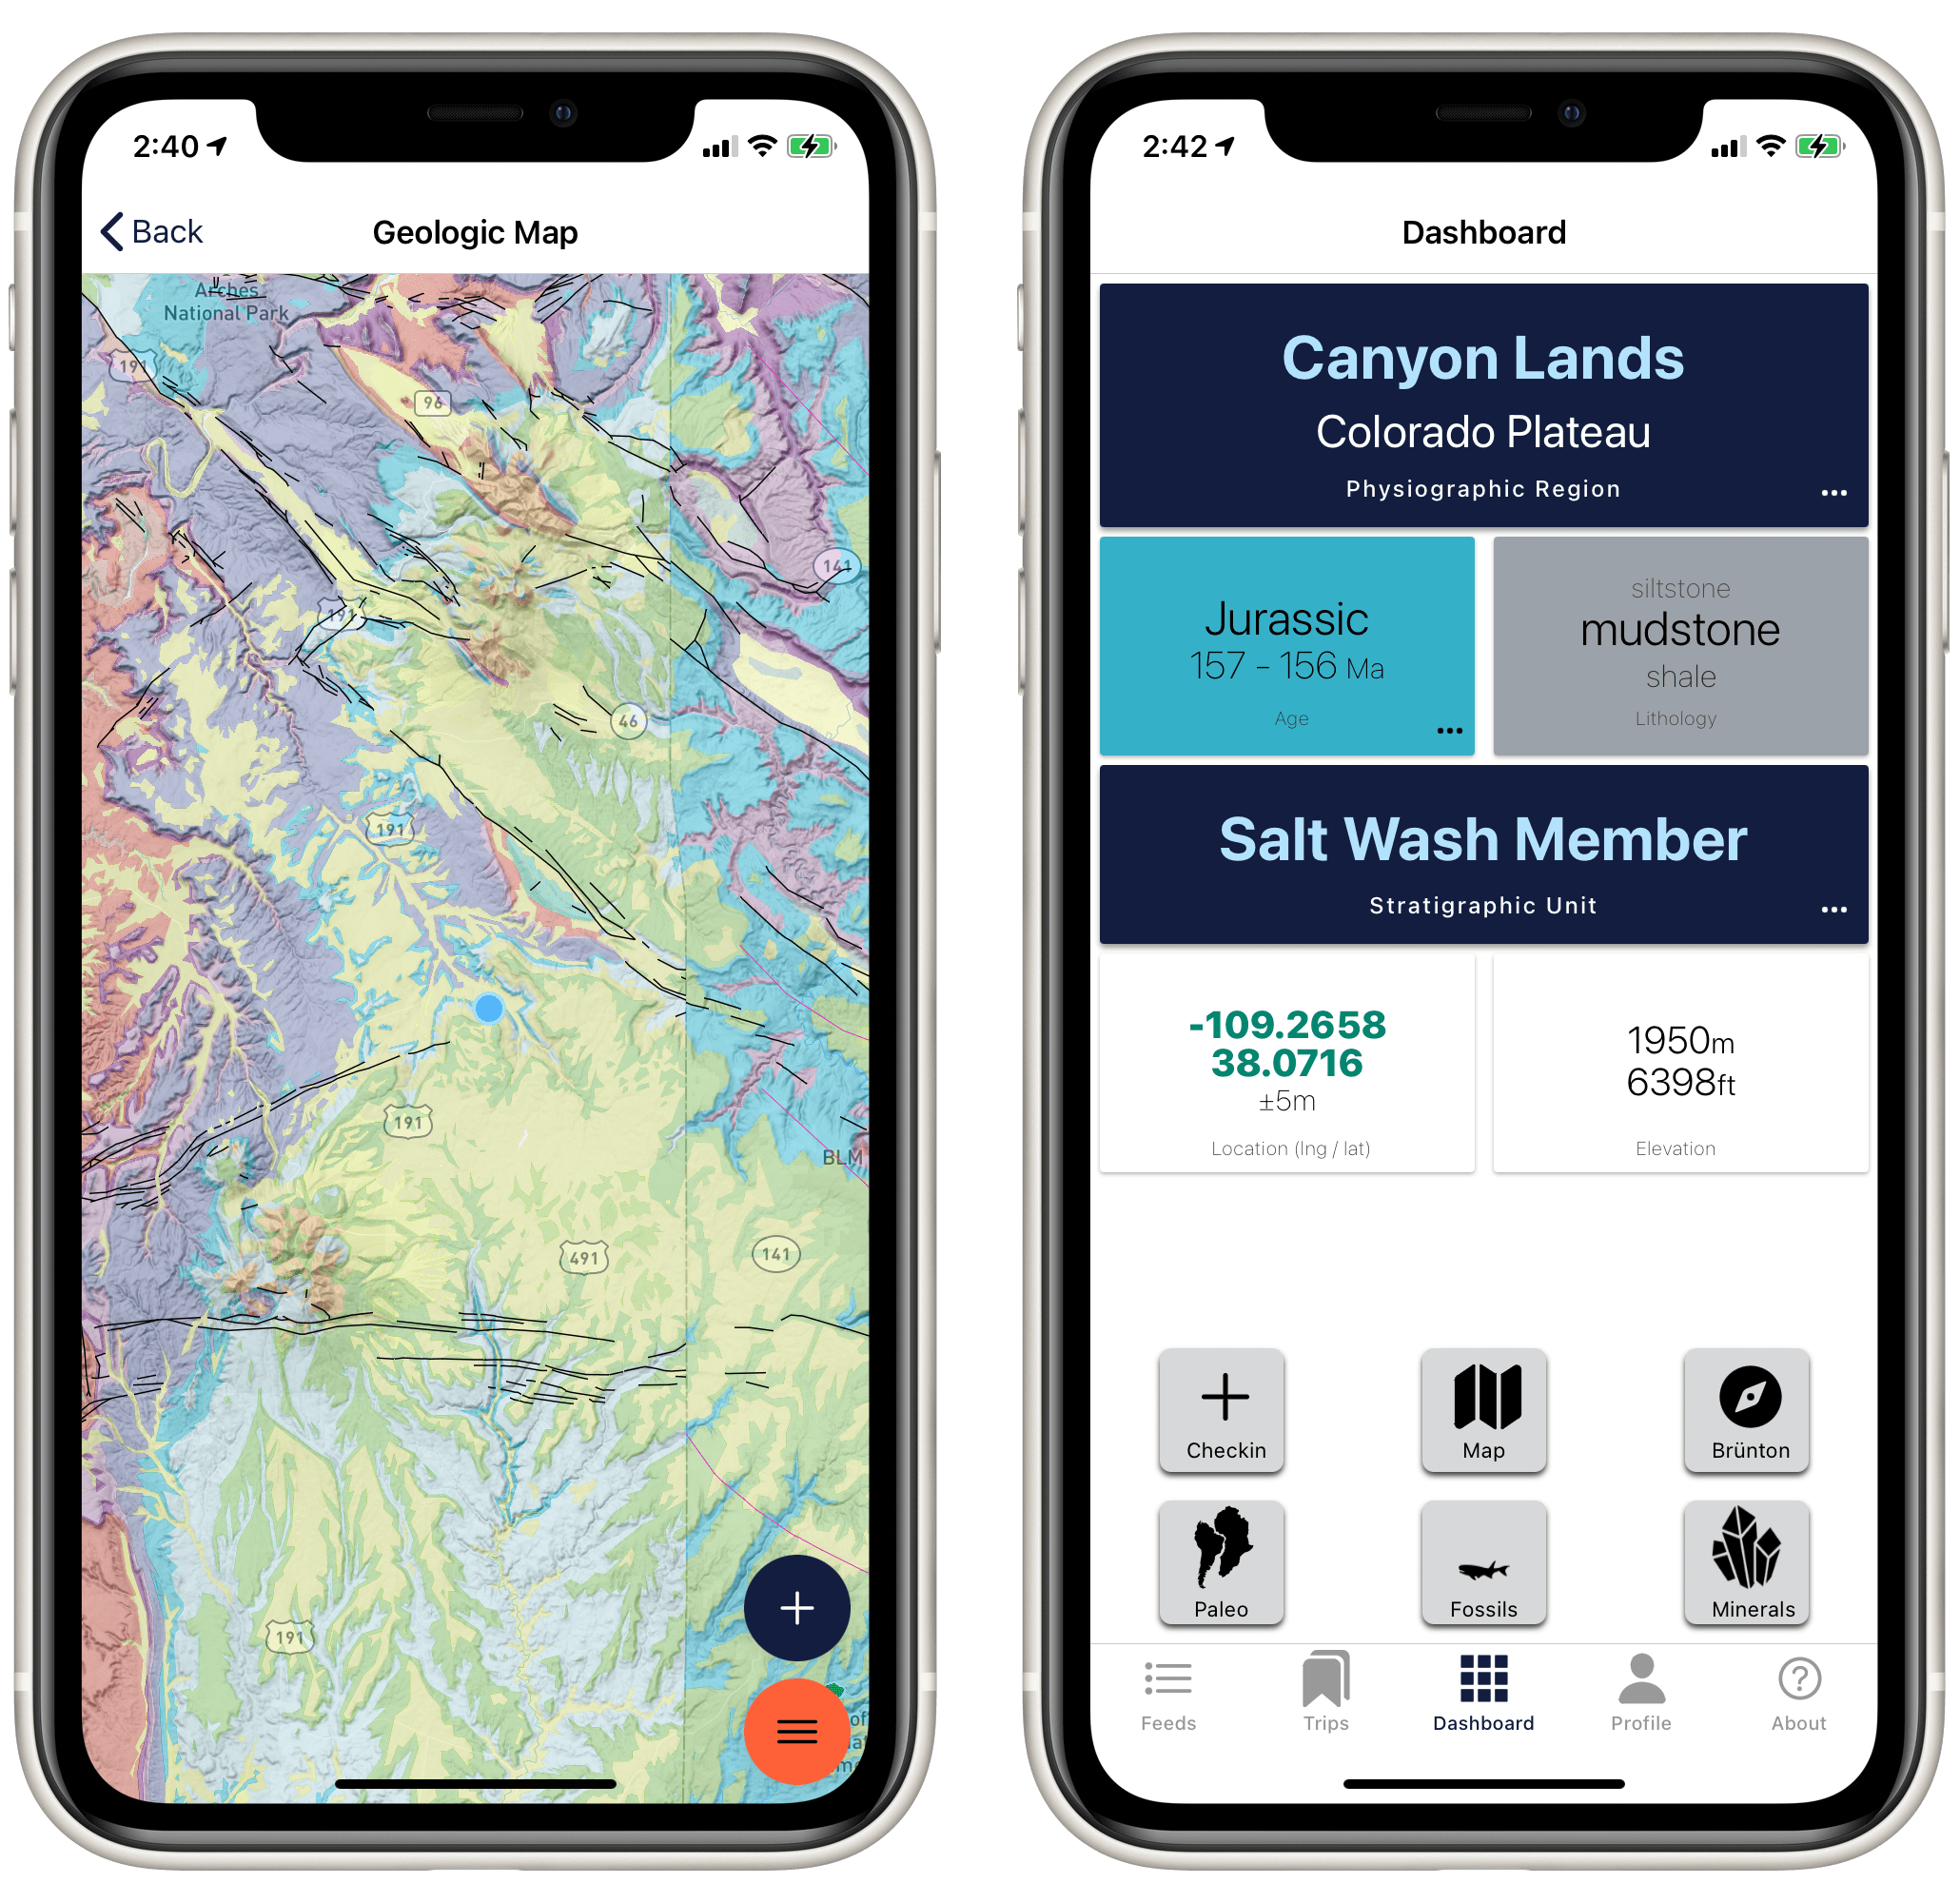 2:40
Back
Geologic Map
Arches
National Park
191
96
141
191
46
191
191
BLM
491
141
191
2:42
Dashboard
Canyon Lands
Colorado Plateau
Physiographic Region
Jurassic
157 - 156 Ma
Age
siltstone
mudstone
shale
Lithology
Salt Wash Member
Stratigraphic Unit
-109.2658
38.0716
±5m
Location (lng / lat)
1950m
6398ft
Elevation
Checkin
Map
Brünton
Paleo
Fossils
Minerals
Feeds
Trips
Dashboard
Profile
About